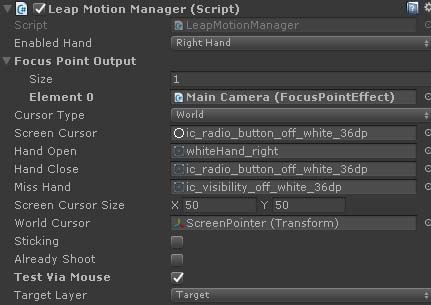 Leap Motion Manager (Script)
Script LeapMotionManager
Enabled Hand Right Hand
Focus Point Output
Size 1
Element 0 Main Camera (FocusPointEffect)
Cursor Type World
Screen Cursor ic_radio_button_off_white_36dp
Hand Open whiteHand_right
Hand Close ic_radio_button_off_white_36dp
Miss Hand ic_visibility_off_white_36dp
Screen Cursor Size X 50 Y 50
World Cursor ScreenPointer (Transform)
Sticking
Already Shoot
Test Via Mouse
Target Layer Target